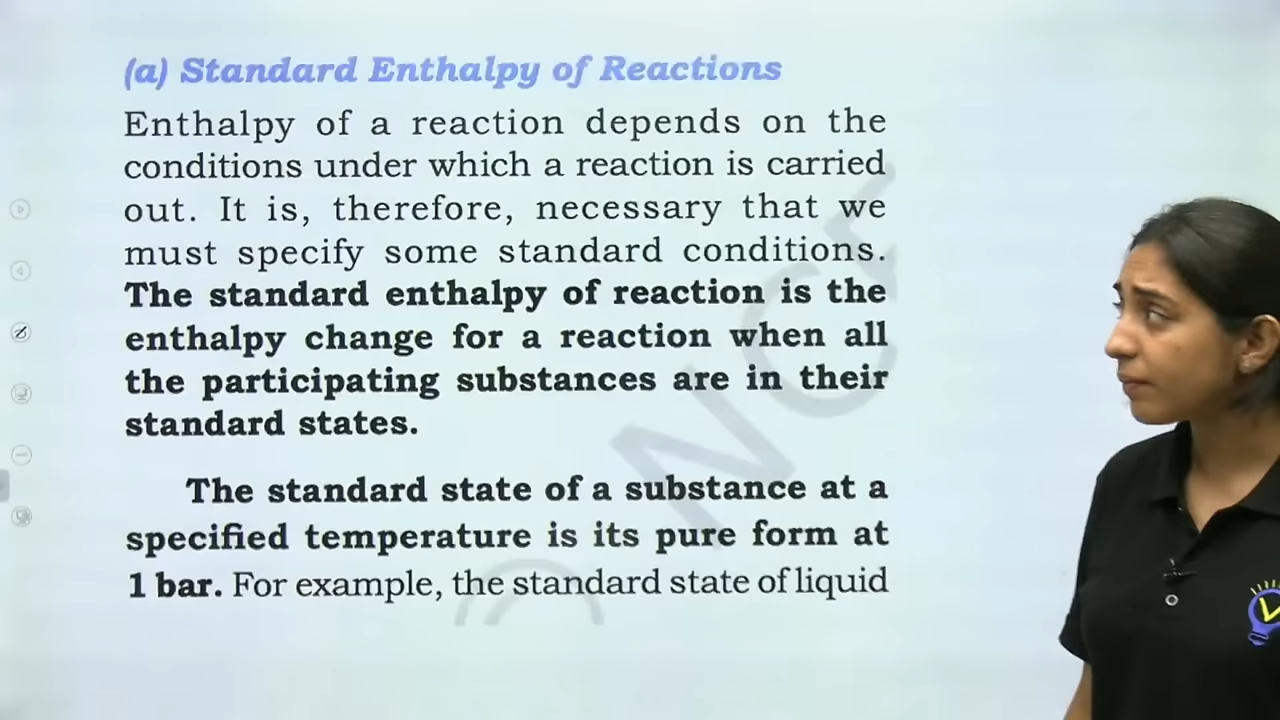 (a) Standard Enthalpy of Reactions
Enthalpy of a reaction depends on the
conditions under which a reaction is carried
out. It is, therefore, necessary that we
must specify some standard conditions.
The standard enthalpy of reaction is the
enthalpy change for a reaction when all
the participating substances are in their
standard states.
The standard state of a substance at a
specified temperature is its pure form at
1 bar. For example, the standard state of liquid